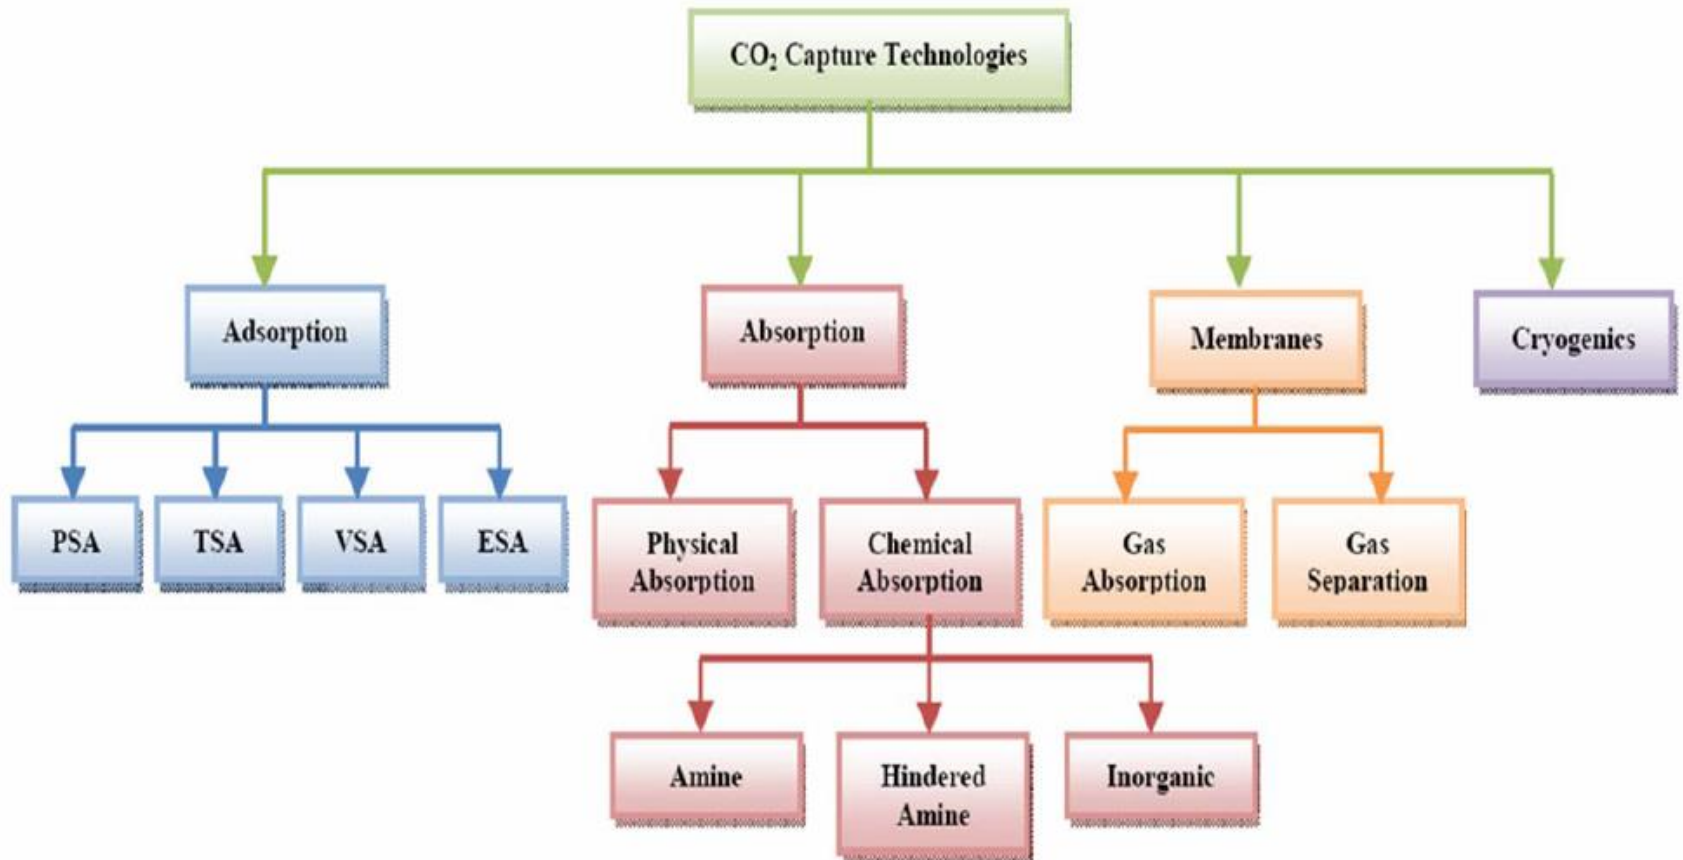 CO₂ Capture Technologies
Adsorption
Absorption
Membranes
Cryogenics
PSA
TSA
VSA
ESA
Physical
Absorption
Chemical
Absorption
Gas
Absorption
Gas
Separation
Amine
Hindered
Amine
Inorganic